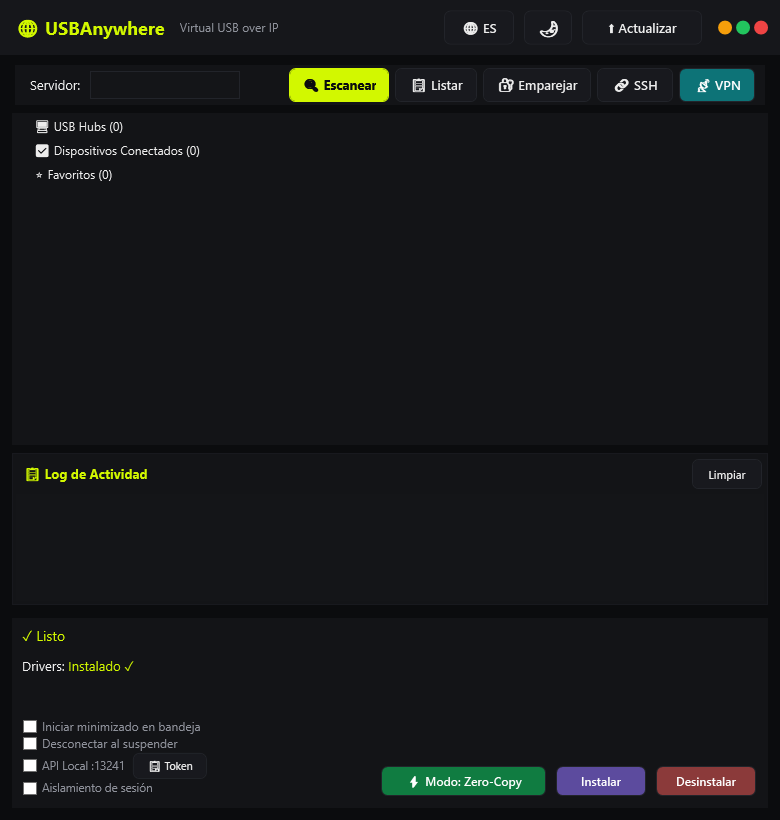 USBAnywhere Virtual USB over IP ES Actualizar
Servidor: Escanear Listar Emparejar SSH VPN
USB Hubs (0)
Dispositivos Conectados (0)
Favoritos (0)
Log de Actividad Limpiar
✓ Listo
Drivers: Instalado ✓
Iniciar minimizado en bandeja
Desconectar al suspender
API Local :13241 Token
Aislamiento de sesión
Modo: Zero-Copy Instalar Desinstalar